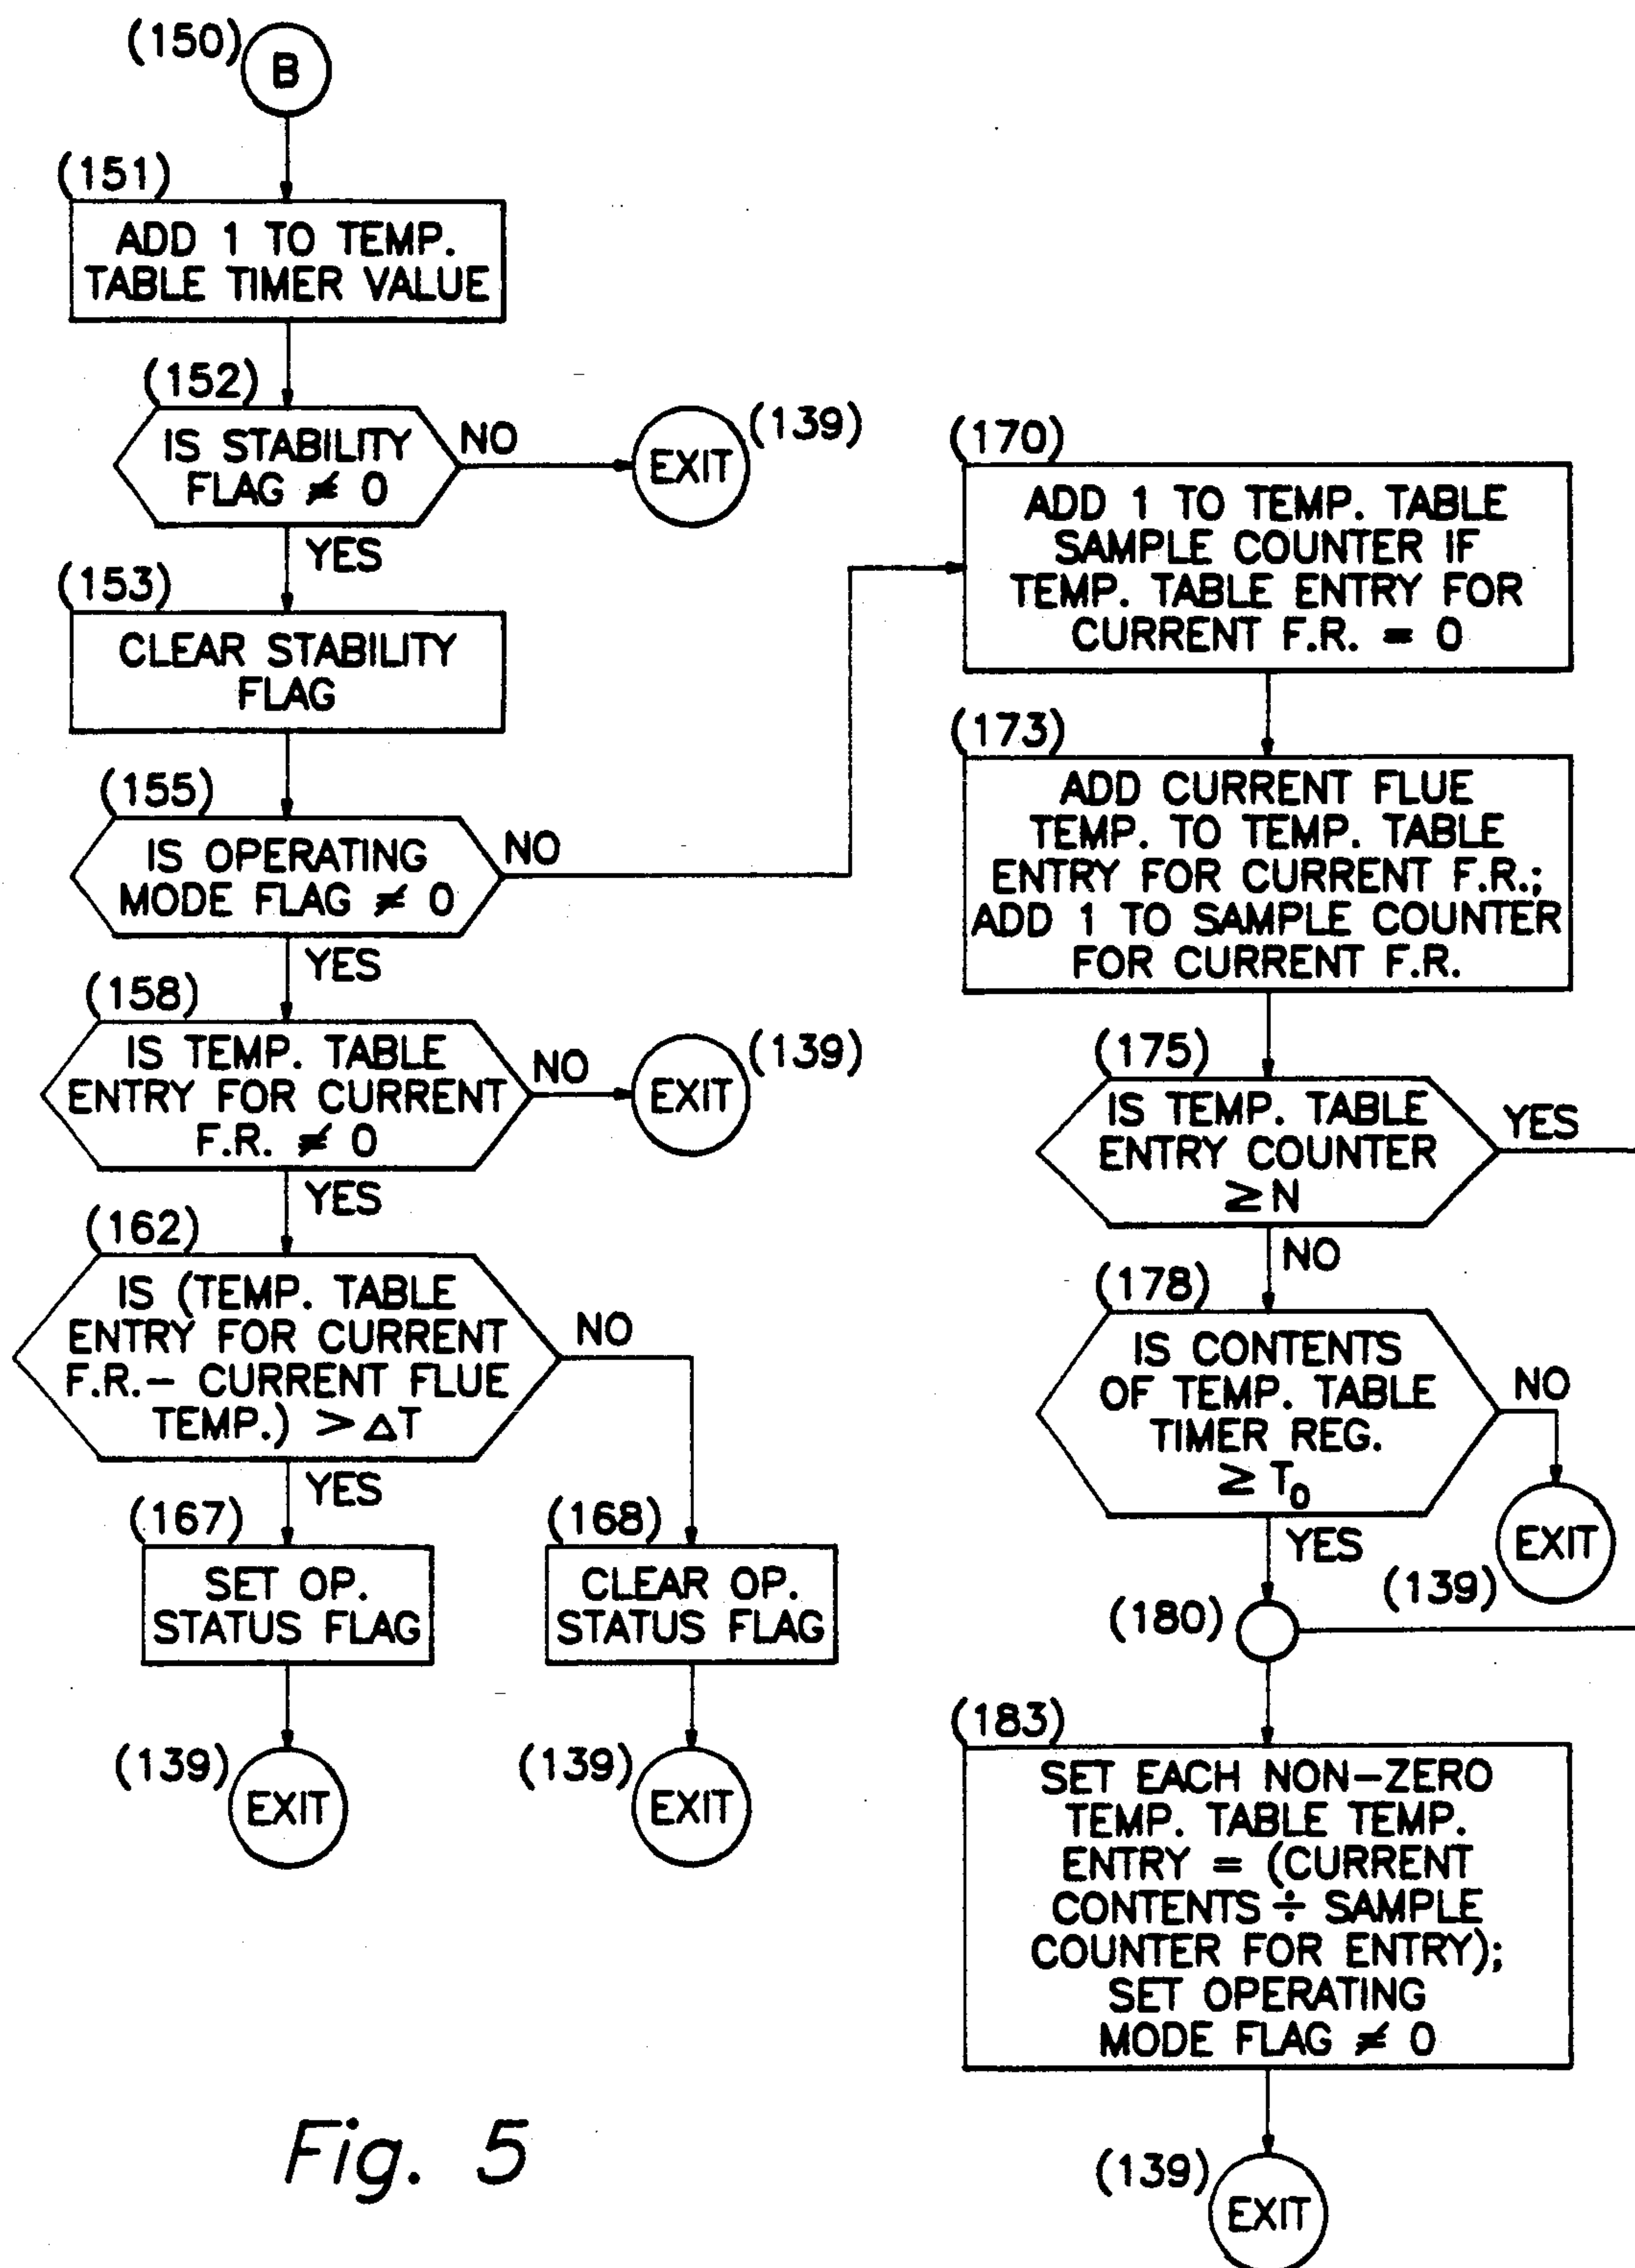 (150)
B
(151)
ADD 1 TO TEMP.
TABLE TIMER VALUE
(152)
IS STABILITY
FLAG ≠ 0
NO
EXIT
(139)
YES
(153)
CLEAR STABILITY
FLAG
(155)
IS OPERATING
MODE FLAG ≠ 0
NO
YES
(158)
IS TEMP. TABLE
ENTRY FOR CURRENT
F.R. ≠ 0
NO
EXIT
(139)
YES
(162)
IS (TEMP. TABLE
ENTRY FOR CURRENT
F.R.– CURRENT FLUE
TEMP.) > ΔT
NO
YES
(167)
SET OP.
STATUS FLAG
(168)
CLEAR OP.
STATUS FLAG
(139)
EXIT
(139)
EXIT
(170)
ADD 1 TO TEMP. TABLE
SAMPLE COUNTER IF
TEMP. TABLE ENTRY FOR
CURRENT F.R. = 0
(173)
ADD CURRENT FLUE
TEMP. TO TEMP. TABLE
ENTRY FOR CURRENT F.R.;
ADD 1 TO SAMPLE COUNTER
FOR CURRENT F.R.
(175)
IS TEMP. TABLE
ENTRY COUNTER
≥ N
YES
NO
(178)
IS CONTENTS
OF TEMP. TABLE
TIMER REG.
≥ T₀
NO
EXIT
(139)
YES
(180)
(183)
SET EACH NON–ZERO
TEMP. TABLE TEMP.
ENTRY = (CURRENT
CONTENTS ÷ SAMPLE
COUNTER FOR ENTRY);
SET OPERATING
MODE FLAG ≠ 0
(139)
EXIT
Fig. 5